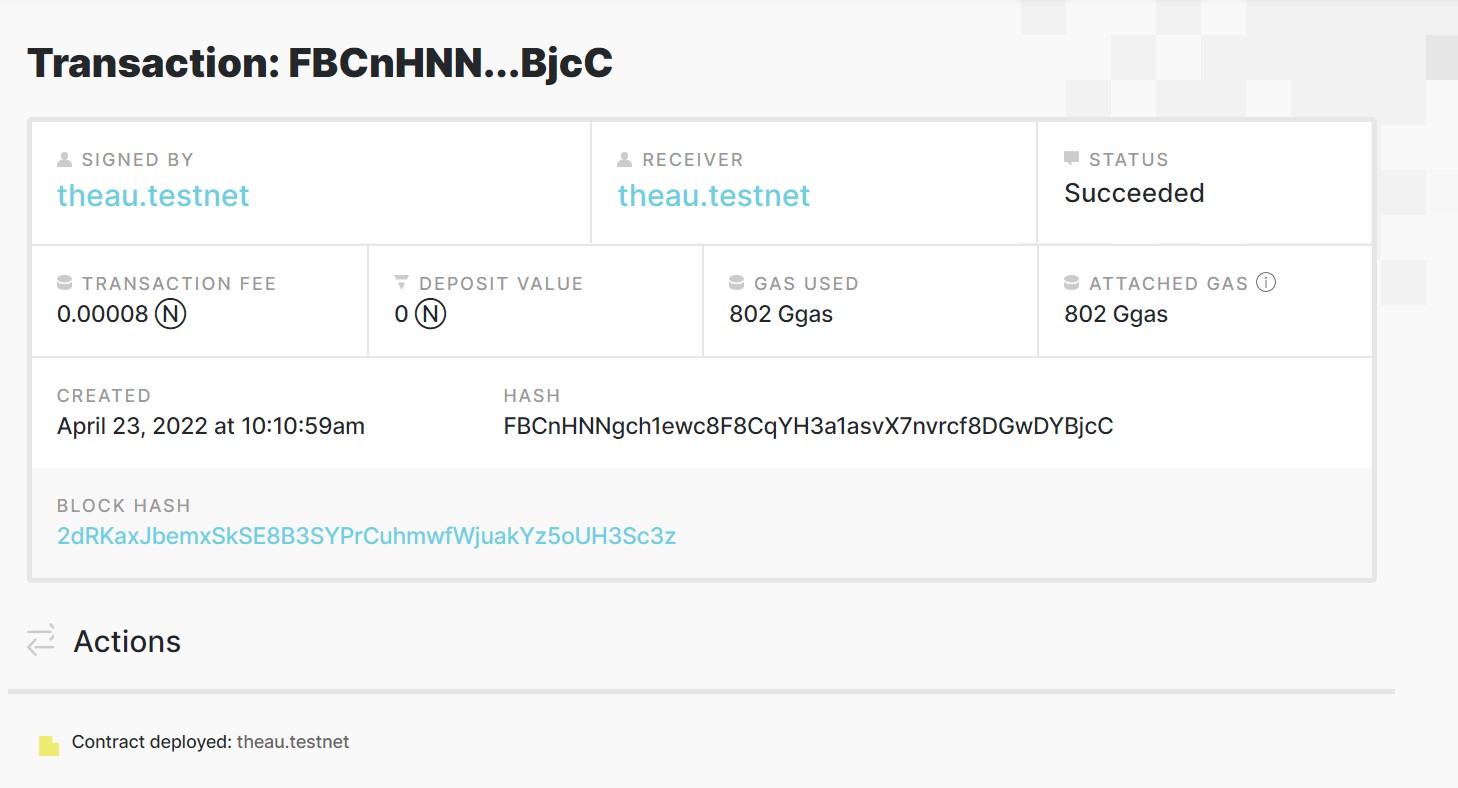 Transaction: FBCnHNN...BjcC
SIGNED BY
theau.testnet
RECEIVER
theau.testnet
STATUS
Succeeded
TRANSACTION FEE
0.00008 Ⓝ
DEPOSIT VALUE
0 Ⓝ
GAS USED
802 Ggas
ATTACHED GAS ⓘ
802 Ggas
CREATED
April 23, 2022 at 10:10:59am
HASH
FBCnHNNgch1ewc8F8CqYH3a1asvX7nvrcf8DGwDYBjcC
BLOCK HASH
2dRKaxJbemxSkSE8B3SYPrCuhmwfWjuakYz5oUH3Sc3z
Actions
Contract deployed: theau.testnet